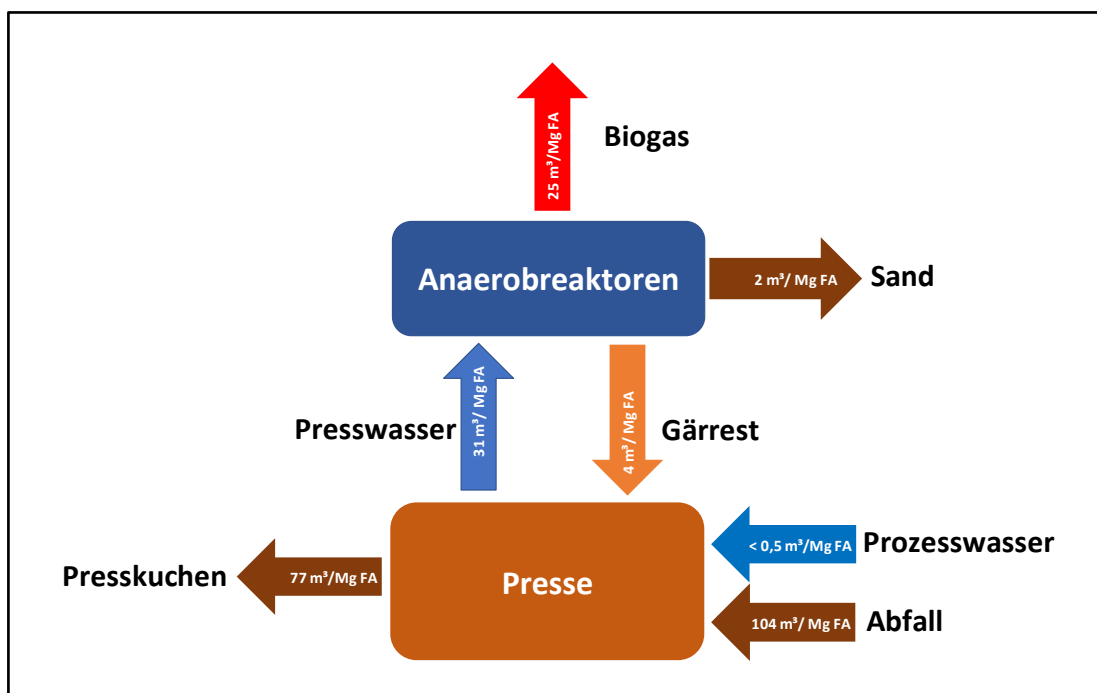 Biogas
25 m³/Mg FA
Anaerobreaktoren
2 m³/ Mg FA
Sand
Presswasser
31 m³/ Mg FA
4 m³/ Mg FA
Gärrest
< 0,5 m³/Mg FA
Prozesswasser
Presskuchen
77 m³/Mg FA
Presse
104 m³/ Mg FA
Abfall